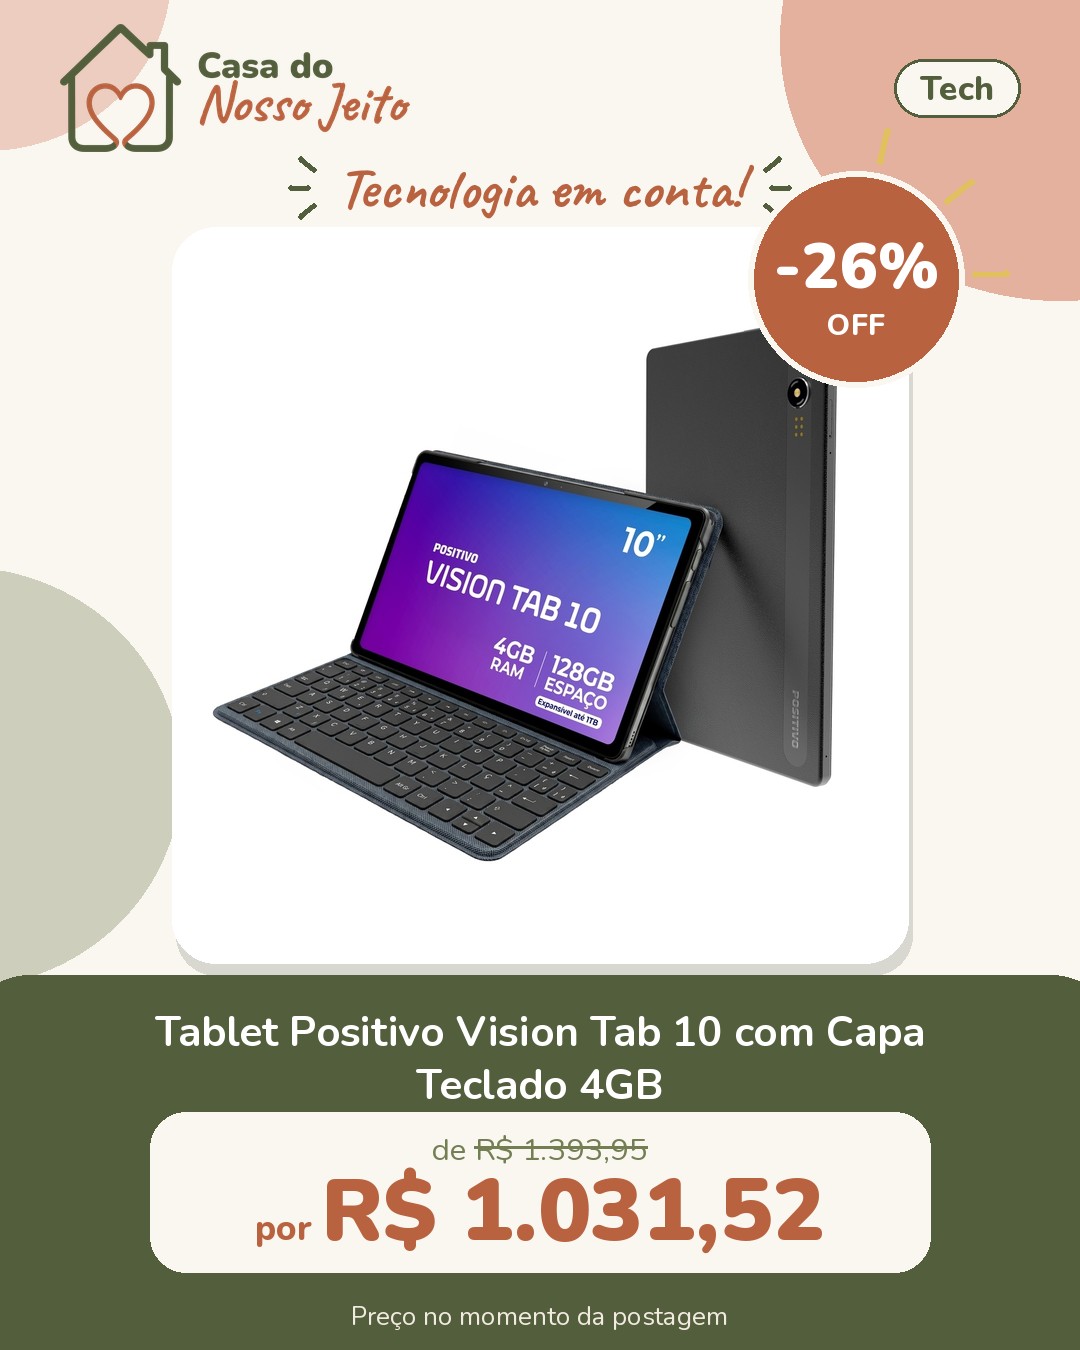 Casa do
Nosso Jeito
Tech
Tecnologia em conta!
-26%
OFF
POSITIVO
VISION TAB 10
10”
4GB
RAM
128GB
ESPAÇO
Expansível até 1TB
POSITIVO
Tablet Positivo Vision Tab 10 com Capa
Teclado 4GB
de R$ 1.393,95
por R$ 1.031,52
Preço no momento da postagem